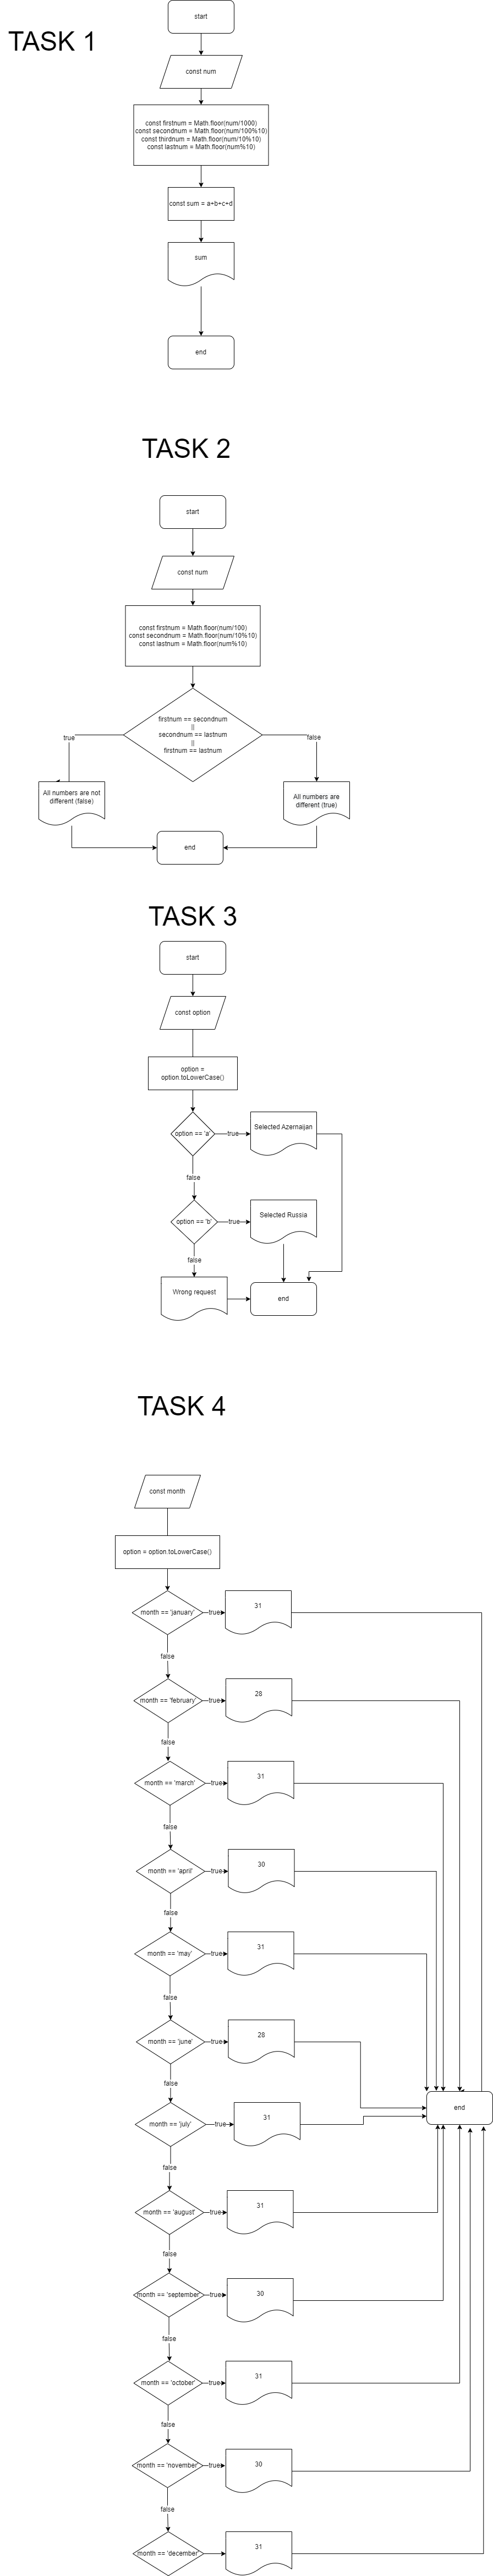 TASK 1
start
const num
const firstnum = Math.floor(num/1000)
const secondnum = Math.floor(num/100%10)
const thirdnum = Math.floor(num/10%10)
const lastnum = Math.floor(num%10)
const sum = a+b+c+d
sum
end
TASK 2
start
const num
const firstnum = Math.floor(num/100)
const secondnum = Math.floor(num/10%10)
const lastnum = Math.floor(num%10)
firstnum == secondnum
||
secondnum == lastnum
||
firstnum == lastnum
true
false
All numbers are not
different (false)
All numbers are
different (true)
end
TASK 3
start
const option
option =
option.toLowerCase()
option == 'a'
true
Selected Azernaijan
false
option == 'b'
true
Selected Russia
false
Wrong request
end
TASK 4
const month
option = option.toLowerCase()
month == 'january'
true
31
false
month == 'february'
true
28
false
month == 'march'
true
31
false
month == 'april'
true
30
false
month == 'may'
true
31
false
month == 'june'
true
28
false
end
month == 'july'
true
31
false
month == 'august'
true
31
false
month == 'september'
true
30
false
month == 'october'
true
31
false
month == 'november'
true
30
false
month == 'december'
31